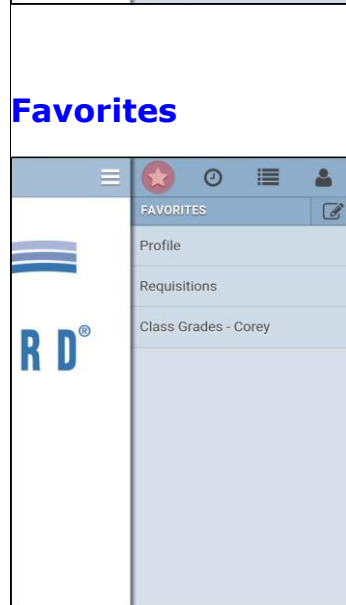 Favorites
FAVORITES
Profile
Requisitions
Class Grades - Corey
R D®